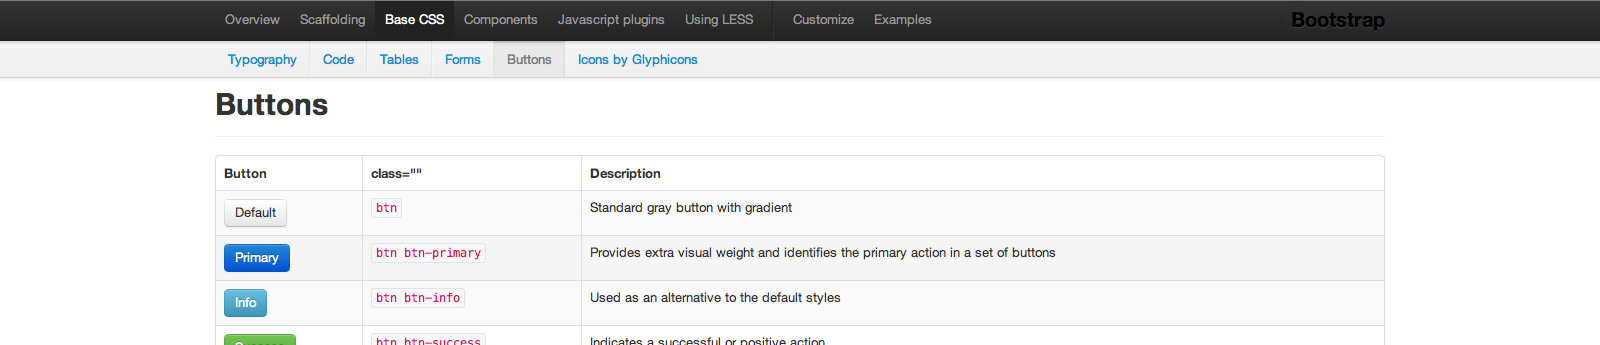 Overview Scaffolding Base CSS Components Javascript plugins Using LESS Customize Examples Bootstrap
Typography Code Tables Forms Buttons Icons by Glyphicons
Buttons
Button class="" Description
Default btn Standard gray button with gradient
Primary btn btn-primary Provides extra visual weight and identifies the primary action in a set of buttons
Info btn btn-info Used as an alternative to the default styles
btn btn-success Indicates a successful or positive action